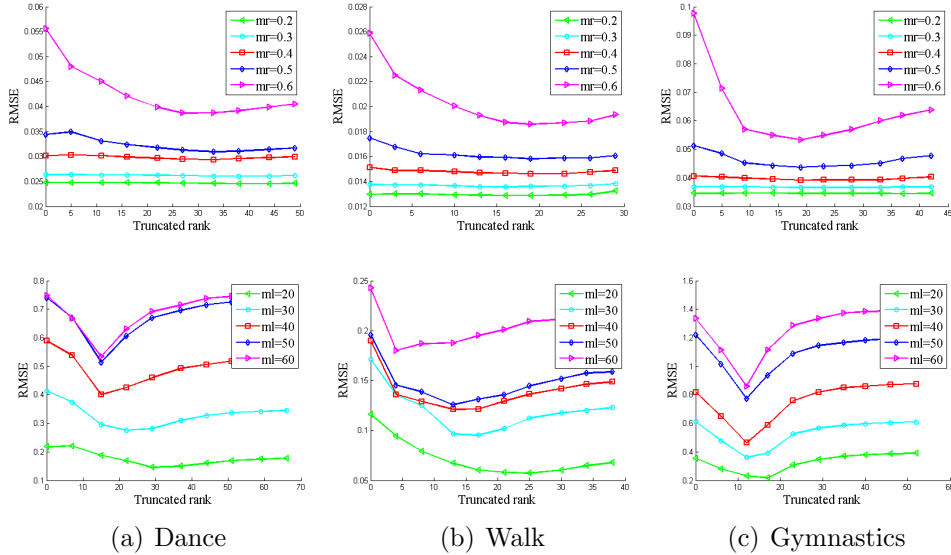 0.06
0.055
0.05
0.045
0.04
0.035
0.03
0.025
0.02
0 5 10 15 20 25 30 35 40 45 50
RMSE
Truncated rank
mr=0.2
mr=0.3
mr=0.4
mr=0.5
mr=0.6
0.028
0.026
0.024
0.022
0.02
0.018
0.016
0.014
0.012
0 5 10 15 20 25 30
RMSE
Truncated rank
mr=0.2
mr=0.3
mr=0.4
mr=0.5
mr=0.6
0.1
0.09
0.08
0.07
0.06
0.05
0.04
0.03
0 5 10 15 20 25 30 35 40 45
RMSE
Truncated rank
mr=0.2
mr=0.3
mr=0.4
mr=0.5
mr=0.6
0.8
0.7
0.6
0.5
0.4
0.3
0.2
0.1
0 10 20 30 40 50 60 70
RMSE
Truncated rank
ml=20
ml=30
ml=40
ml=50
ml=60
0.25
0.2
0.15
0.1
0.05
0 5 10 15 20 25 30 35 40
RMSE
Truncated rank
ml=20
ml=30
ml=40
ml=50
ml=60
1.6
1.4
1.2
1
0.8
0.6
0.4
0.2
0 10 20 30 40 50 60
RMSE
Truncated rank
ml=20
ml=30
ml=40
ml=50
ml=60
(a) Dance
(b) Walk
(c) Gymnastics